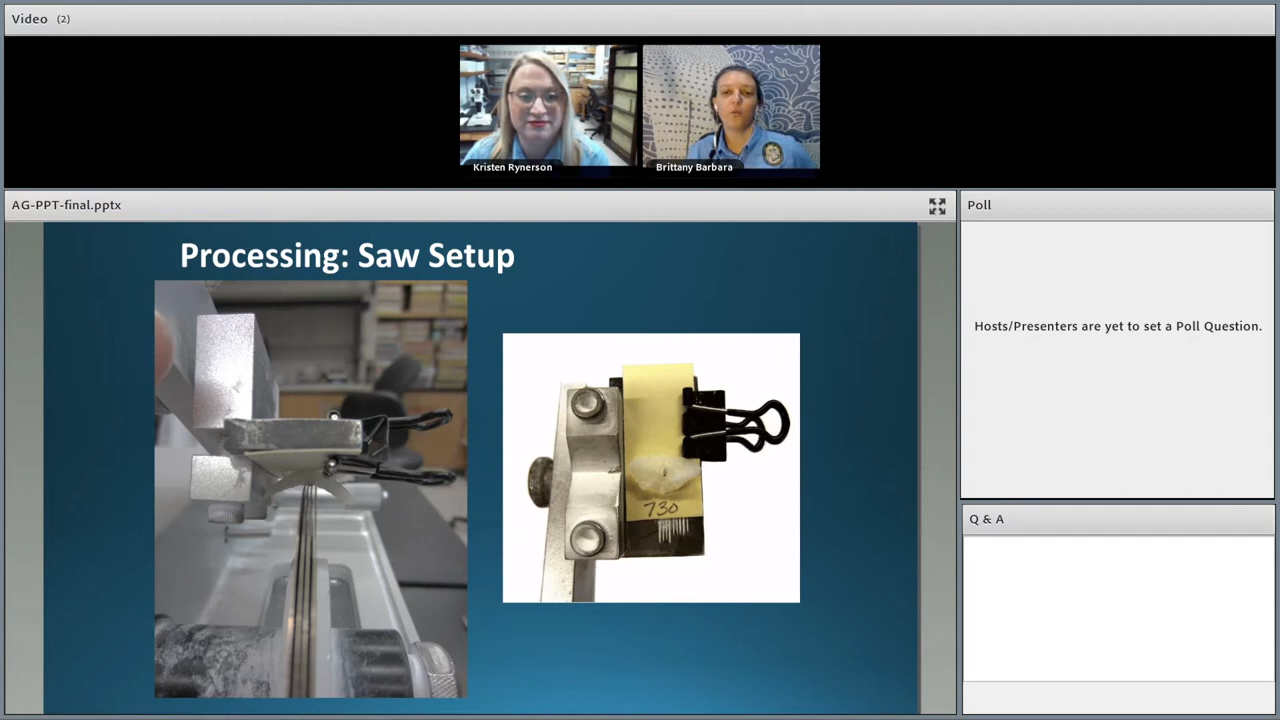 Video (2)
Kristen Rynerson
Brittany Barbara
AG-PPT-final.pptx
Processing: Saw Setup
730
Poll
Hosts/Presenters are yet to set a Poll Question.
Q & A